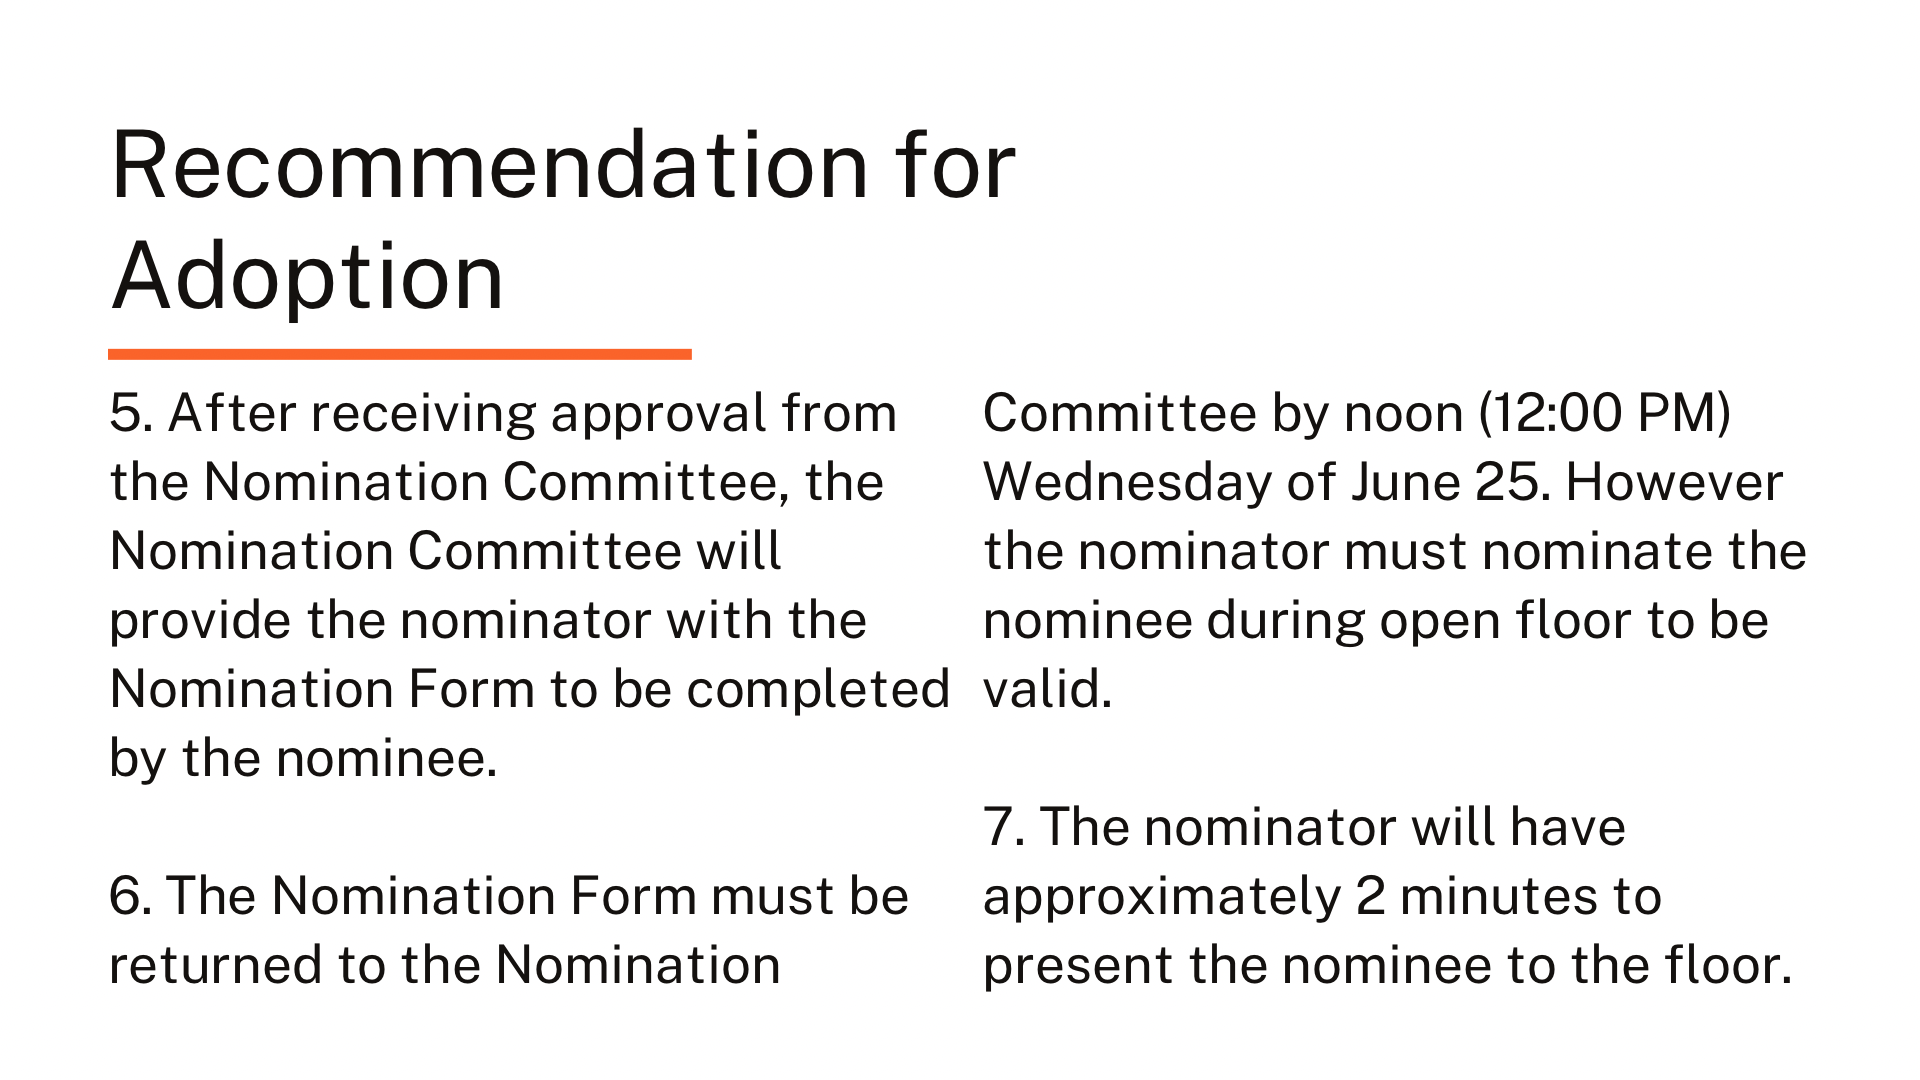 Recommendation for
Adoption
5. After receiving approval from
the Nomination Committee, the
Nomination Committee will
provide the nominator with the
Nomination Form to be completed
by the nominee.
6. The Nomination Form must be
returned to the Nomination
Committee by noon (12:00 PM)
Wednesday of June 25. However
the nominator must nominate the
nominee during open floor to be
valid.
7. The nominator will have
approximately 2 minutes to
present the nominee to the floor.